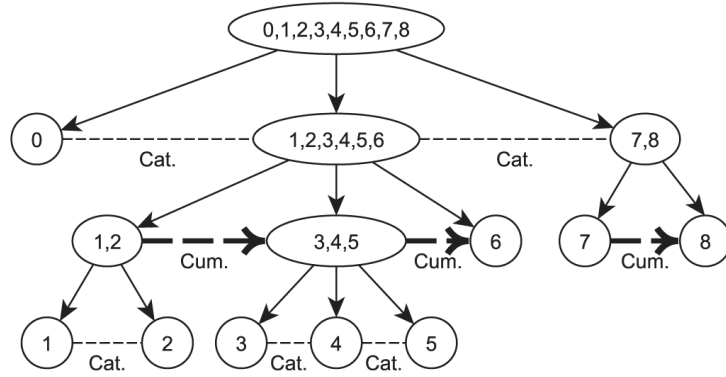 0,1,2,3,4,5,6,7,8
0 1,2,3,4,5,6 7,8
Cat. Cat.
1,2 3,4,5 6 7 8
Cum. Cum. Cum.
1 2 3 4 5
Cat. Cat. Cat.